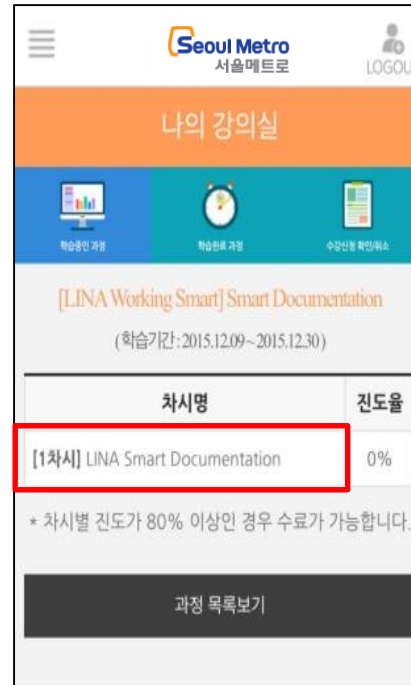 Seoul Metro
서울메트로
LOGOU
나의 강의실
학습중인 과정
학습완료 과정
수강신청 확인/취소
[LINA Working Smart] Smart Documentation
(학습기간 : 2015.12.09 ~ 2015.12.30)
차시명 진도율
[1차시] LINA Smart Documentation 0%
* 차시별 진도가 80% 이상인 경우 수료가 가능합니다.
과정 목록보기